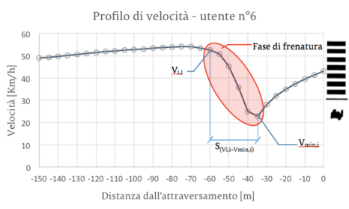 Profilo di velocità - utente n°6
60
50
40
30
20
10
0
Velocità [Km/h]
Fase di frenatura
Vi,i
Vmin,i
S(Vi,i-Vmin,i)
-150 -140 -130 -120 -110 -100 -90 -80 -70 -60 -50 -40 -30 -20 -10 0
Distanza dall'attraversamento [m]